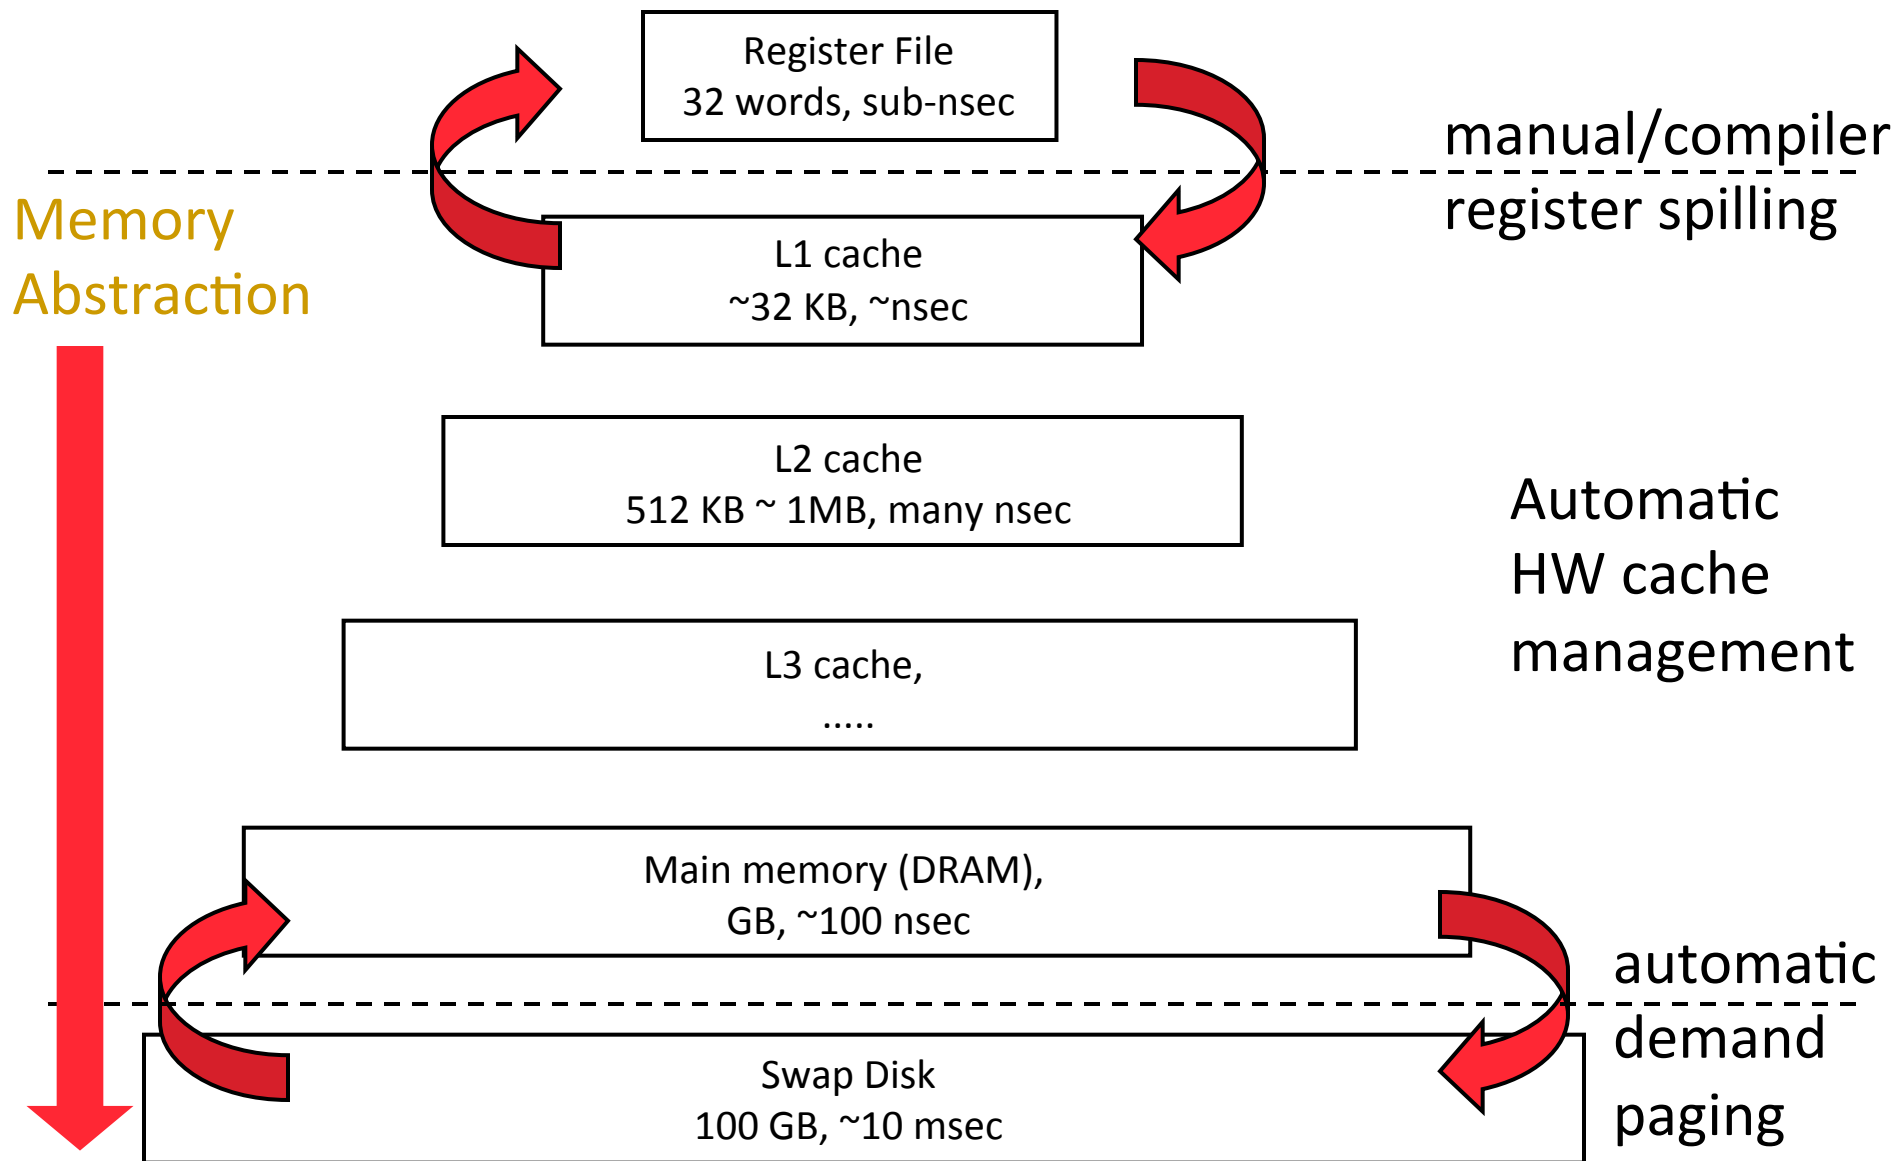 Register File
32 words, sub-nsec
manual/compiler
register spilling
Memory
Abstraction
L1 cache
~32 KB, ~nsec
L2 cache
512 KB ~ 1MB, many nsec
Automatic
HW cache
management
L3 cache,
.....
Main memory (DRAM),
GB, ~100 nsec
automatic
demand
paging
Swap Disk
100 GB, ~10 msec